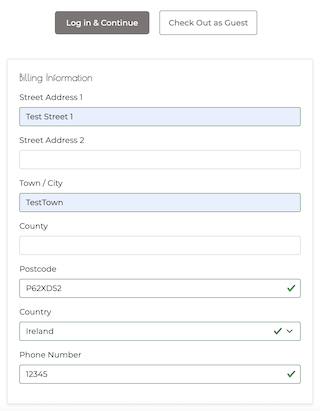 Log in & Continue
Check Out as Guest
Billing Information
Street Address 1
Test Street 1
Street Address 2
Town / City
TestTown
County
Postcode
P62XD52
Country
Ireland
Phone Number
12345